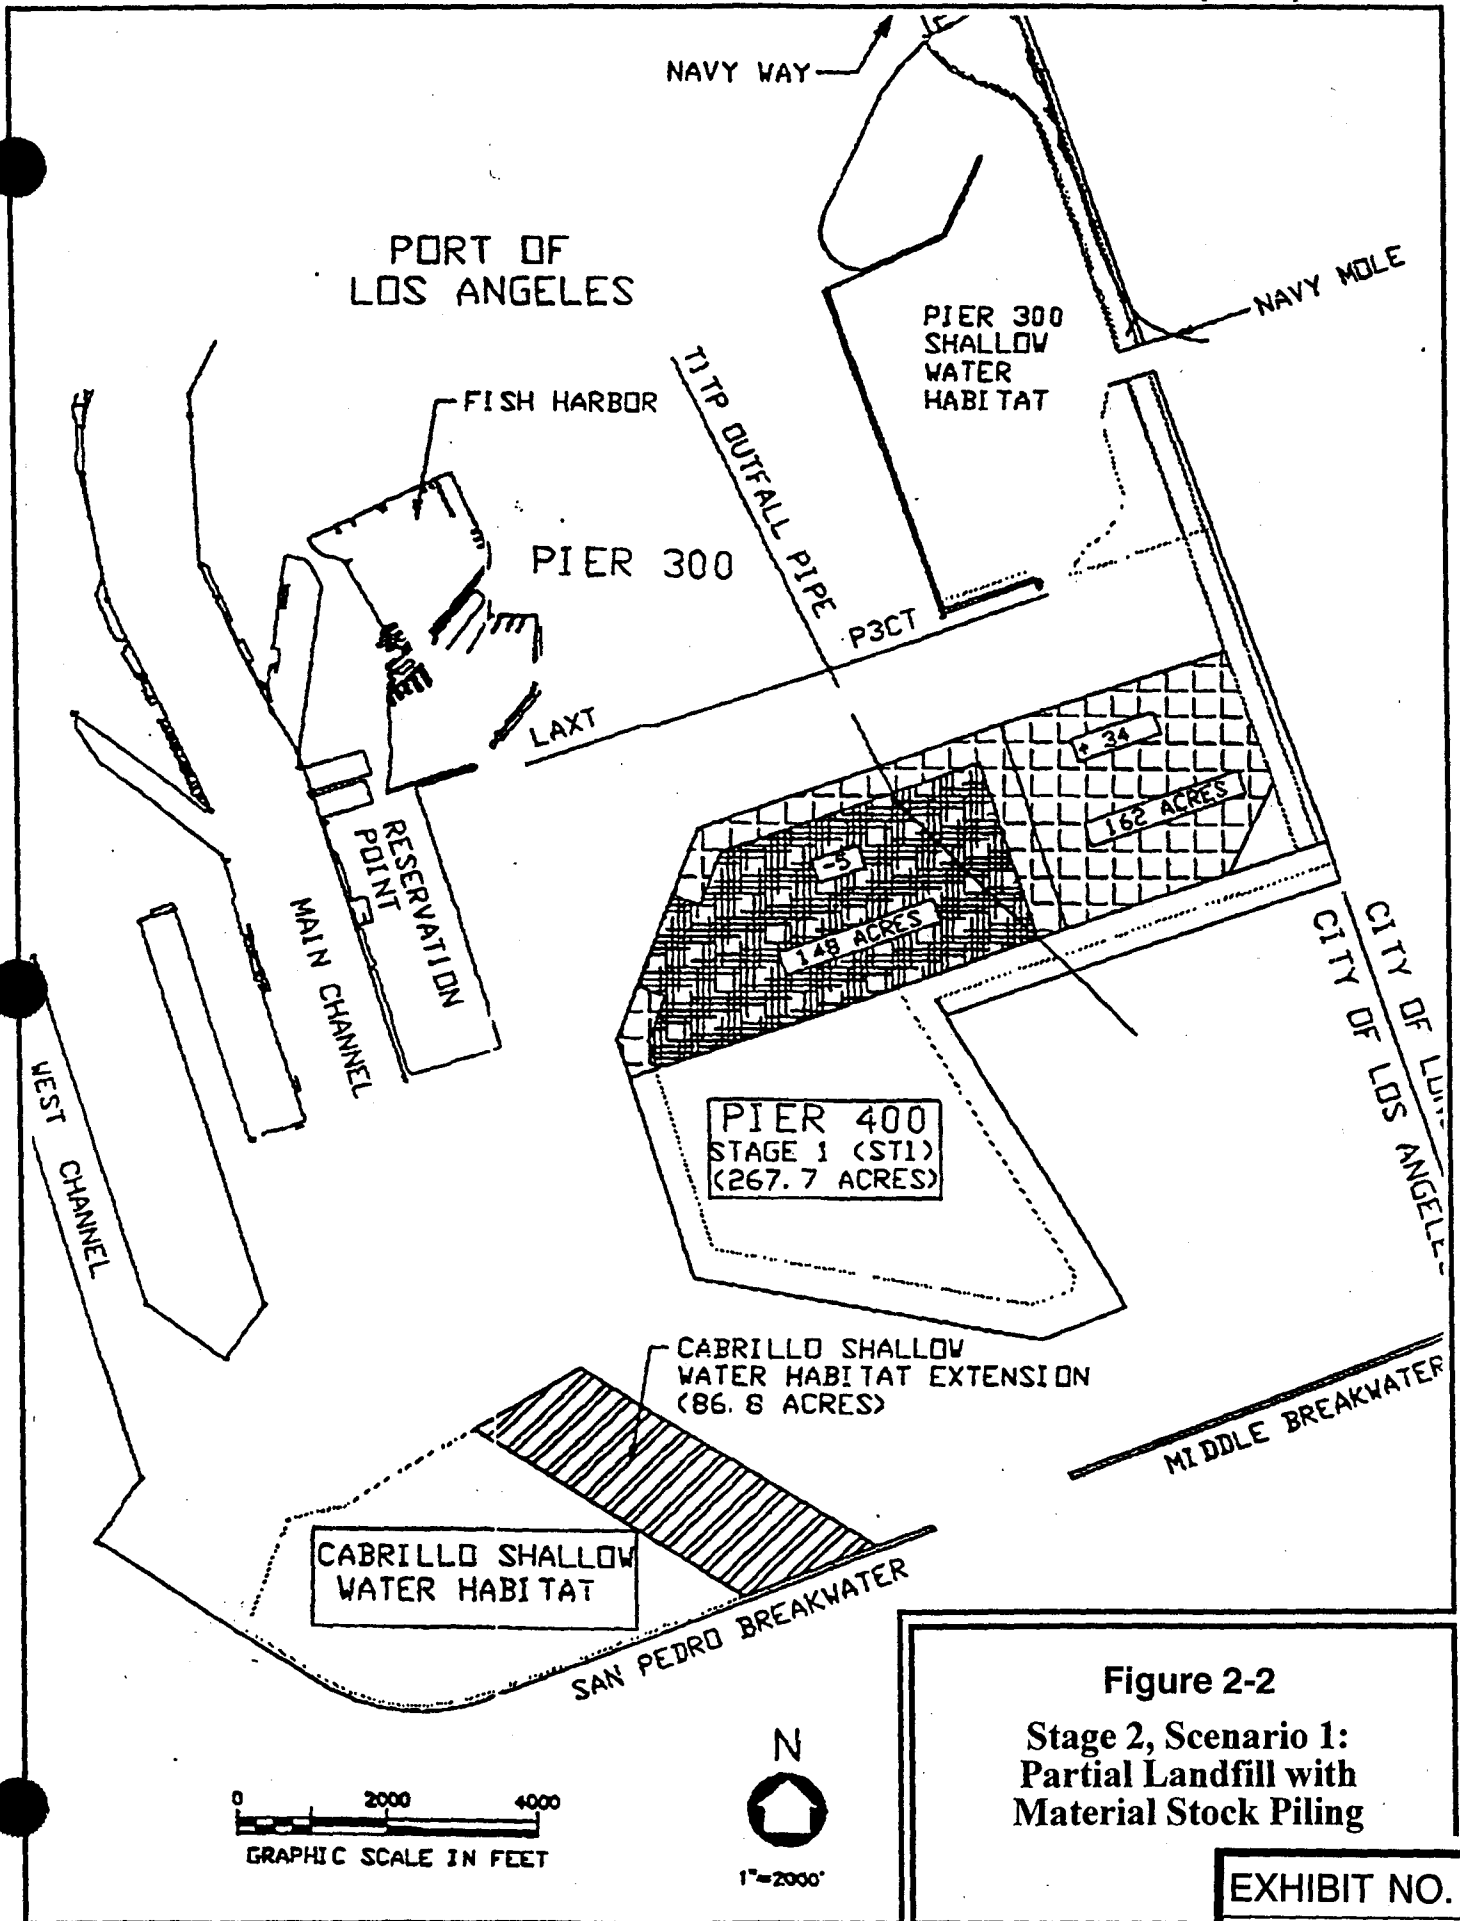 NAVY WAY
PORT OF
LOS ANGELES
NAVY MOLE
PIER 300
SHALLOW
WATER
HABITAT
TITP OUTFALL PIPE
FISH HARBOR
PIER 300
P3CT
LAXT
+ 34
162 ACRES
-5
148 ACRES
RESERVATION
POINT
MAIN CHANNEL
WEST CHANNEL
CITY OF
CITY OF LOS ANGELES
PIER 400
STAGE 1 (ST1)
(267.7 ACRES)
CABRILLO SHALLOW
WATER HABITAT EXTENSION
(86.8 ACRES)
MIDDLE BREAKWATER
CABRILLO SHALLOW
WATER HABITAT
SAN PEDRO BREAKWATER
Figure 2-2
Stage 2, Scenario 1:
Partial Landfill with
Material Stock Piling
N
0 2000 4000
GRAPHIC SCALE IN FEET
1"=2000'
EXHIBIT NO.